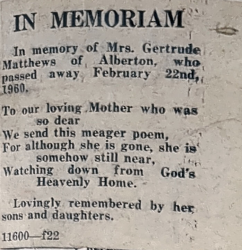 IN MEMORIAM
In memory of Mrs. Gertrude
Matthews of Alberton, who
passed away February 22nd,
1960.
To our loving Mother who was
so dear
We send this meager poem,
For although she is gone, she is
somehow still near,
Watching down from God's
Heavenly Home.
Lovingly remembered by her
sons and daughters.
11600—f22